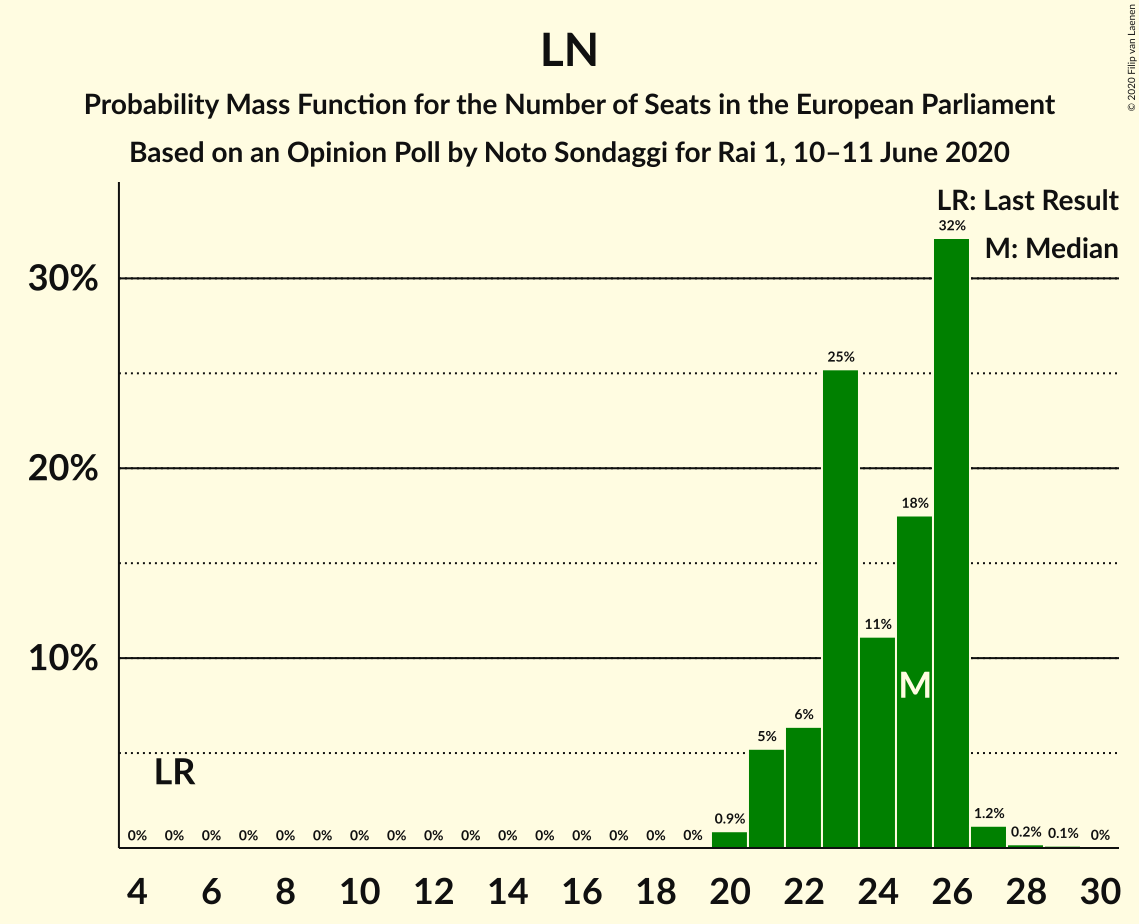 LN
Probability Mass Function for the Number of Seats in the European Parliament
Based on an Opinion Poll by Noto Sondaggi for Rai 1, 10–11 June 2020
© 2020 Filip van Laenen
LR: Last Result
M: Median
30%
20%
10%
32%
25%
18%
11%
M
6%
5%
LR
0% 0% 0% 0% 0% 0% 0% 0% 0% 0% 0% 0% 0% 0% 0% 0% 0.9% 1.2% 0.2% 0.1% 0%
4 6 8 10 12 14 16 18 20 22 24 26 28 30